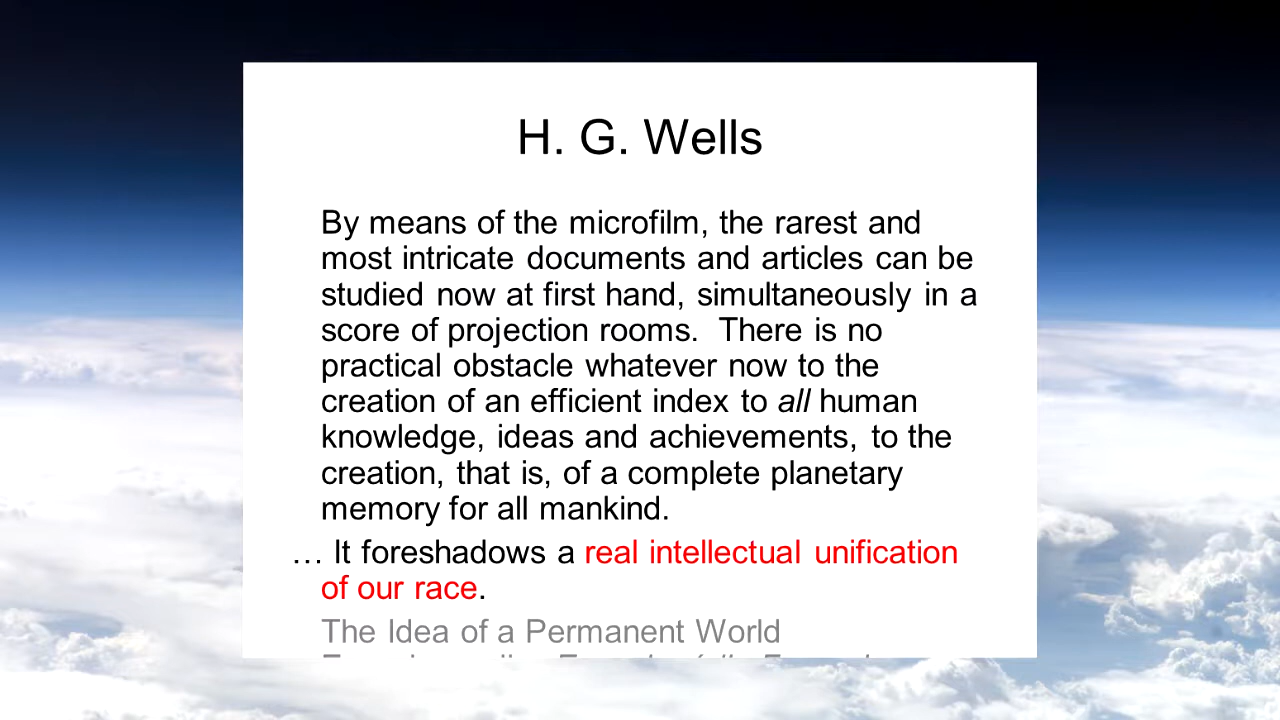 H. G. Wells
By means of the microfilm, the rarest and
most intricate documents and articles can be
studied now at first hand, simultaneously in a
score of projection rooms.  There is no
practical obstacle whatever now to the
creation of an efficient index to all human
knowledge, ideas and achievements, to the
creation, that is, of a complete planetary
memory for all mankind.
… It foreshadows a real intellectual unification
of our race.
The Idea of a Permanent World